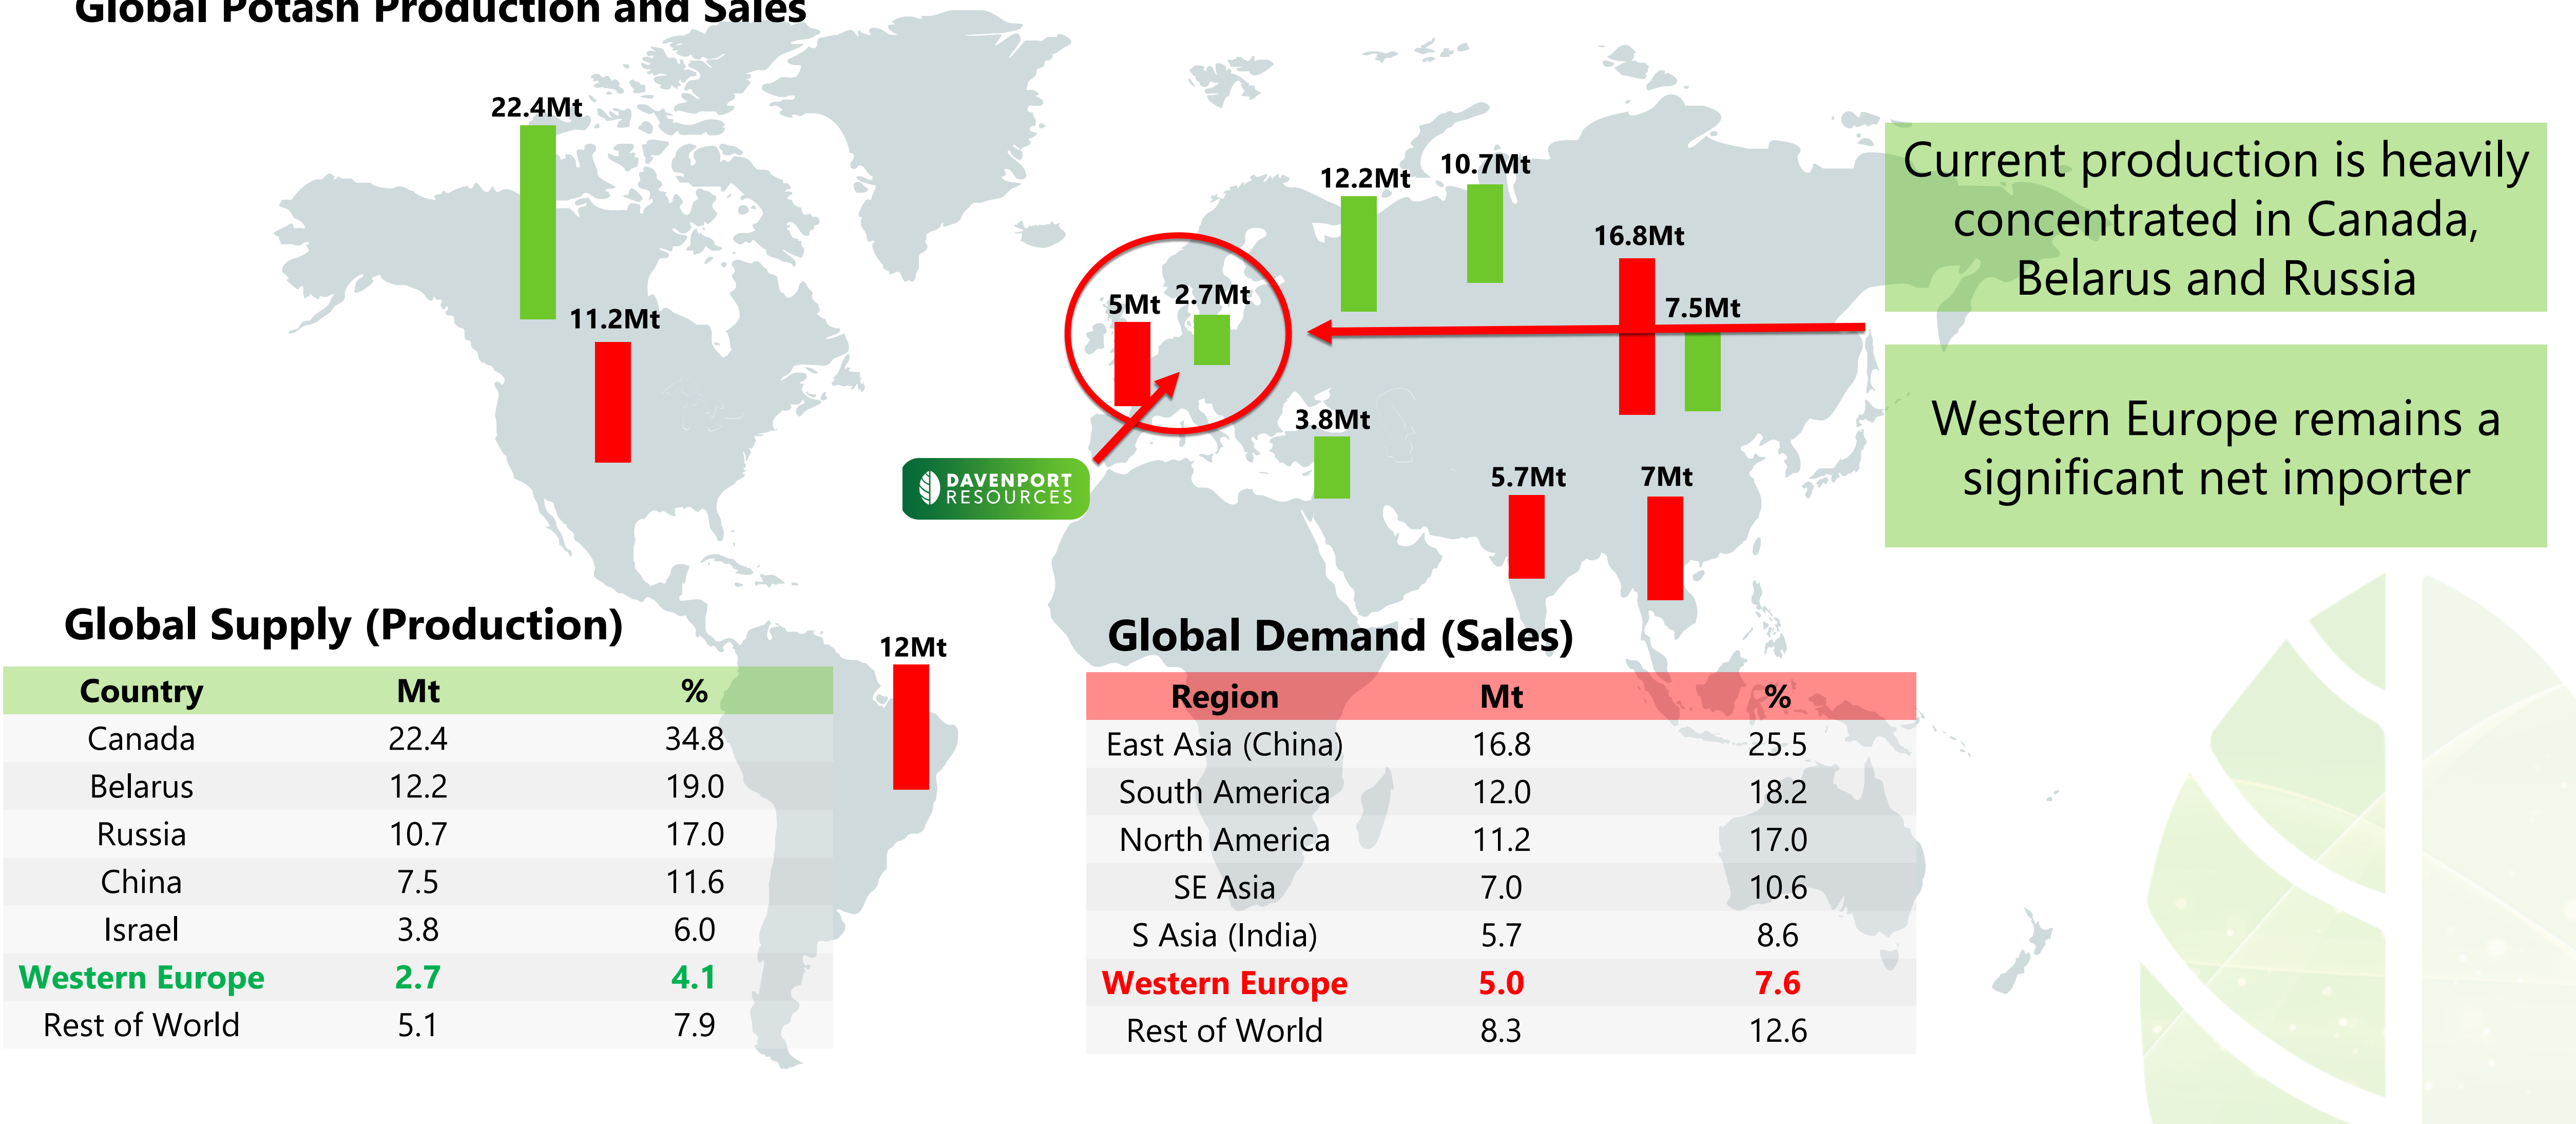 Global Potash Production and Sales
22.4Mt
11.2Mt
12.2Mt
10.7Mt
16.8Mt
7.5Mt
5Mt
2.7Mt
3.8Mt
5.7Mt
7Mt
12Mt
DAVENPORT
RESOURCES
Current production is heavily
concentrated in Canada,
Belarus and Russia
Western Europe remains a
significant net importer
Global Supply (Production)
Country Mt %
Canada 22.4 34.8
Belarus 12.2 19.0
Russia 10.7 17.0
China 7.5 11.6
Israel 3.8 6.0
Western Europe 2.7 4.1
Rest of World 5.1 7.9
Global Demand (Sales)
Region Mt %
East Asia (China) 16.8 25.5
South America 12.0 18.2
North America 11.2 17.0
SE Asia 7.0 10.6
S Asia (India) 5.7 8.6
Western Europe 5.0 7.6
Rest of World 8.3 12.6